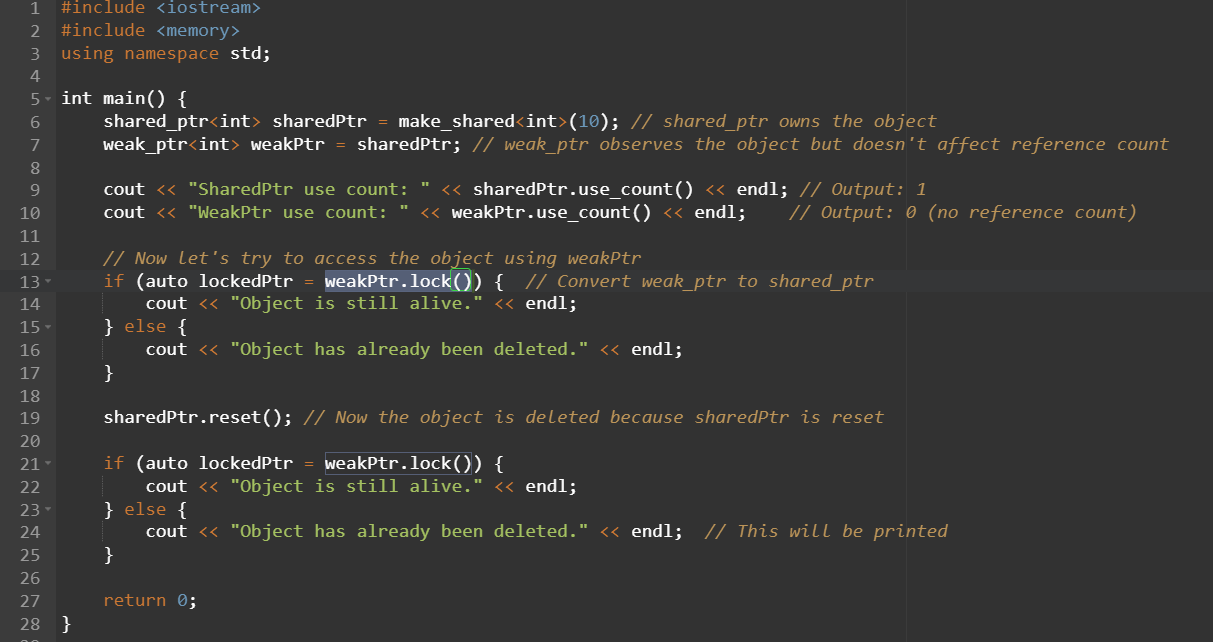 1 #include <iostream>
2 #include <memory>
3 using namespace std;
4
5 int main() {
6     shared_ptr<int> sharedPtr = make_shared<int>(10); // shared_ptr owns the object
7     weak_ptr<int> weakPtr = sharedPtr; // weak_ptr observes the object but doesn't affect reference count
8
9     cout << "SharedPtr use count: " << sharedPtr.use_count() << endl; // Output: 1
10     cout << "WeakPtr use count: " << weakPtr.use_count() << endl;    // Output: 0 (no reference count)
11
12     // Now let's try to access the object using weakPtr
13     if (auto lockedPtr = weakPtr.lock()) {  // Convert weak_ptr to shared_ptr
14         cout << "Object is still alive." << endl;
15     } else {
16         cout << "Object has already been deleted." << endl;
17     }
18
19     sharedPtr.reset(); // Now the object is deleted because sharedPtr is reset
20
21     if (auto lockedPtr = weakPtr.lock()) {
22         cout << "Object is still alive." << endl;
23     } else {
24         cout << "Object has already been deleted." << endl;  // This will be printed
25     }
26
27     return 0;
28 }